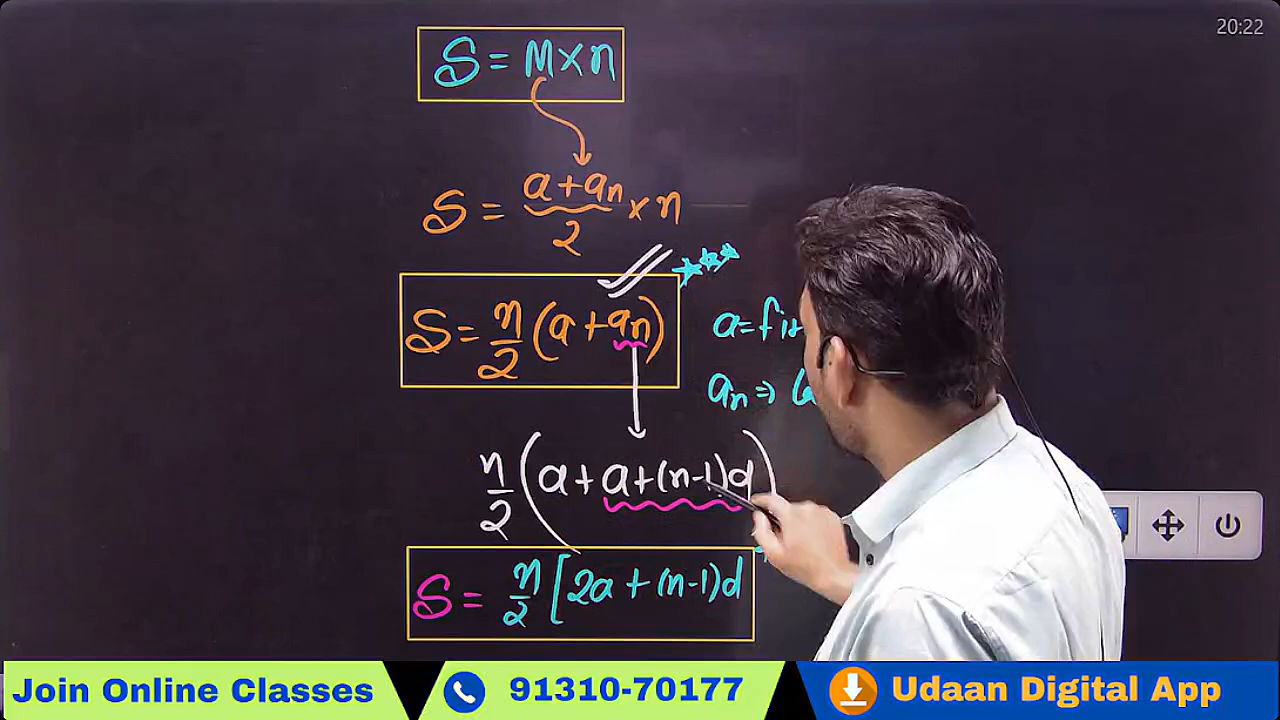 20:22
S = M × n
S = a + an / 2 × n
S = n/2 (a + an)
a =
an ⇒
n/2 (a + a + (n-1)d)
S = n/2 [2a + (n-1)d
Join Online Classes
91310-70177
Udaan Digital App